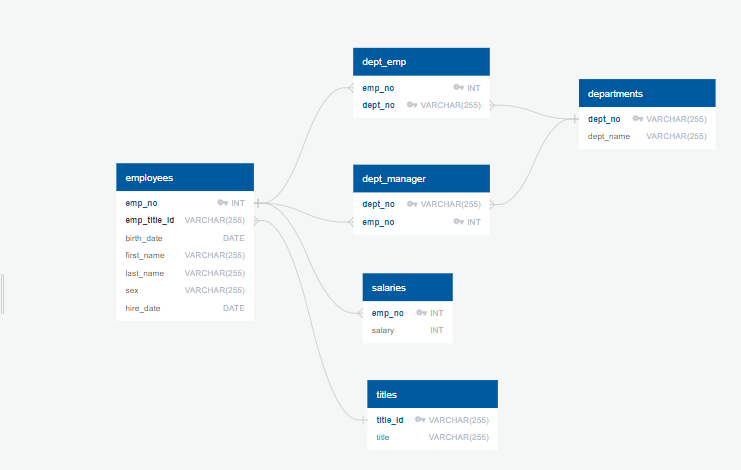 dept_emp
emp_no INT
dept_no VARCHAR(255)
departments
dept_no VARCHAR(255)
dept_name VARCHAR(255)
employees
emp_no INT
emp_title_id VARCHAR(255)
birth_date DATE
first_name VARCHAR(255)
last_name VARCHAR(255)
sex VARCHAR(255)
hire_date DATE
dept_manager
dept_no VARCHAR(255)
emp_no INT
salaries
emp_no INT
salary INT
titles
title_id VARCHAR(255)
title VARCHAR(255)